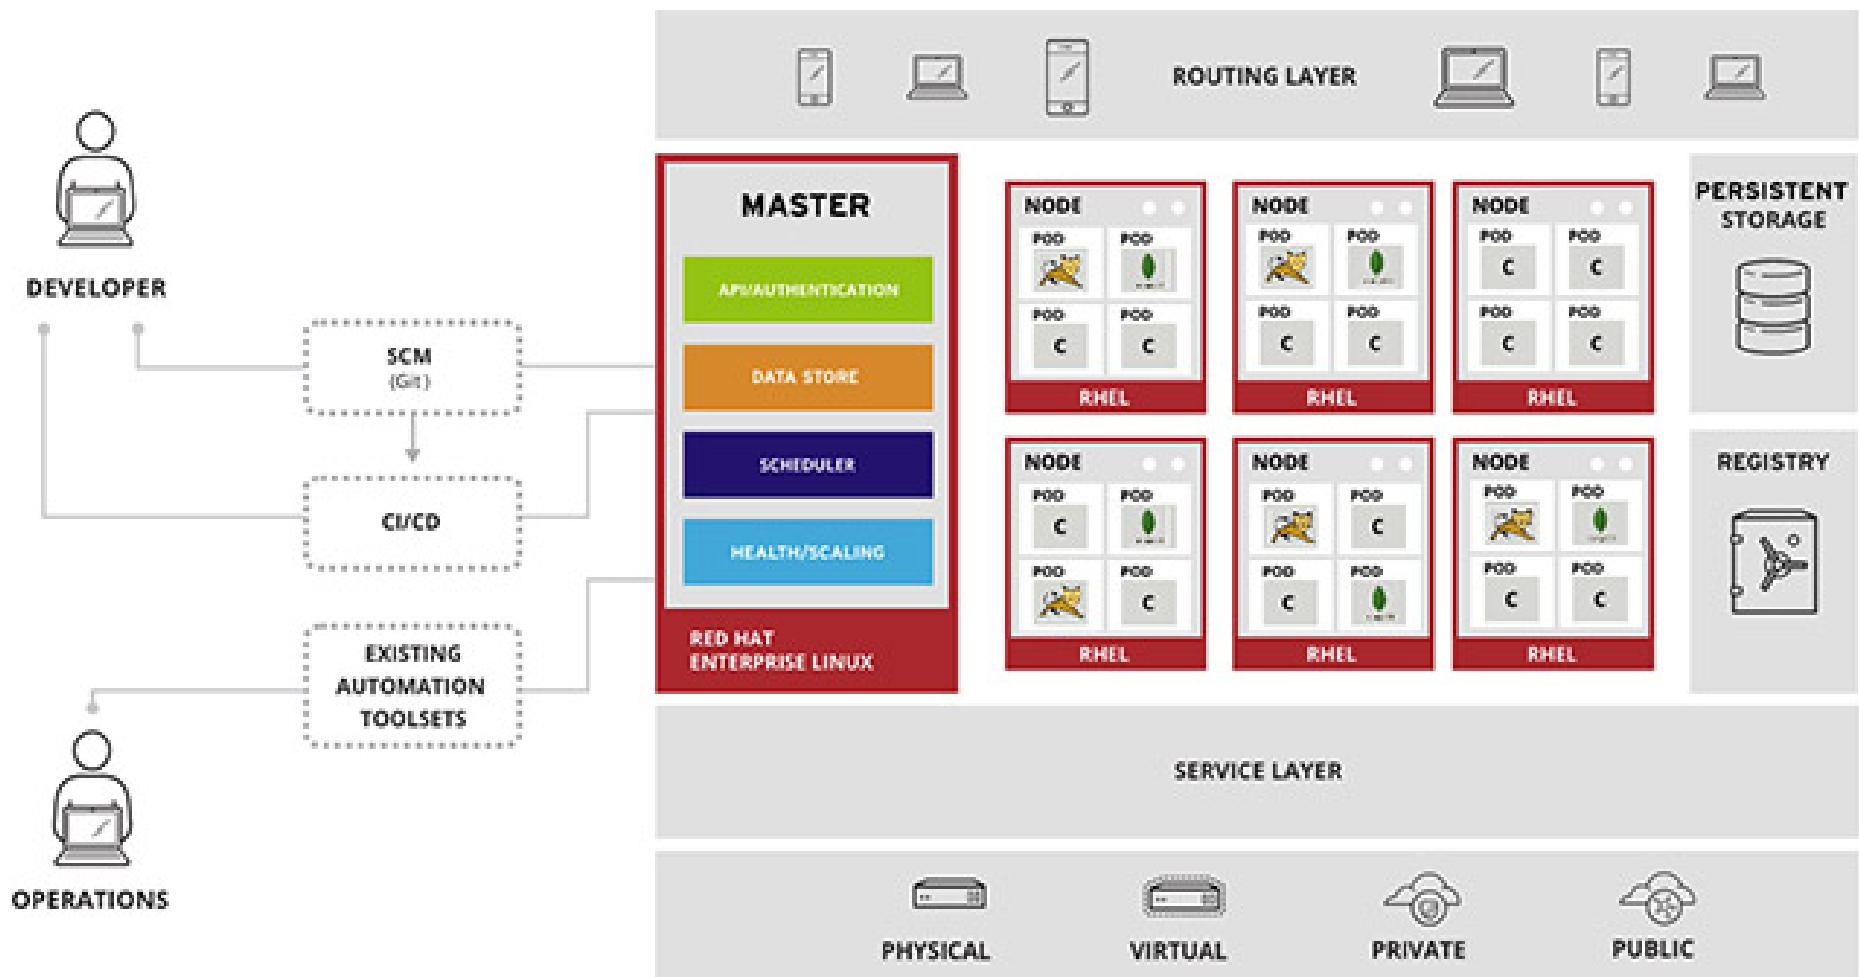 ROUTING LAYER
DEVELOPER
SCM
(Git)
CI/CD
EXISTING
AUTOMATION
TOOLSETS
OPERATIONS
MASTER
API/AUTHENTICATION
DATA STORE
SCHEDULER
HEALTH/SCALING
RED HAT
ENTERPRISE LINUX
NODE
POD POD
POD POD
C C
RHEL
NODE
POD POD
POD POD
C C
RHEL
NODE
POD POD
C C
POD POD
C C
RHEL
NODE
POD POD
C
POD POD
C
RHEL
NODE
POD POD
C
POD POD
C
RHEL
NODE
POD POD
POD POD
C C
RHEL
PERSISTENT
STORAGE
REGISTRY
SERVICE LAYER
PHYSICAL
VIRTUAL
PRIVATE
PUBLIC